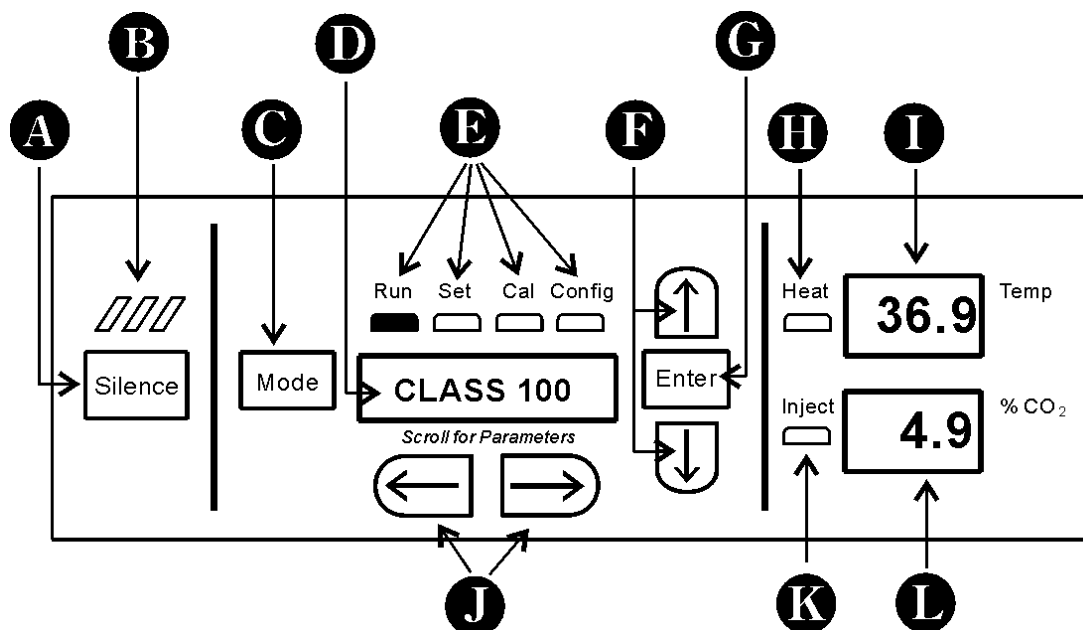 B
D
G
A
C
E
F
H
I
Run Set Cal Config
Heat
36.9
Temp
Silence
Mode
CLASS 100
Enter
Scroll for Parameters
Inject
4.9
% CO₂
J
K
L